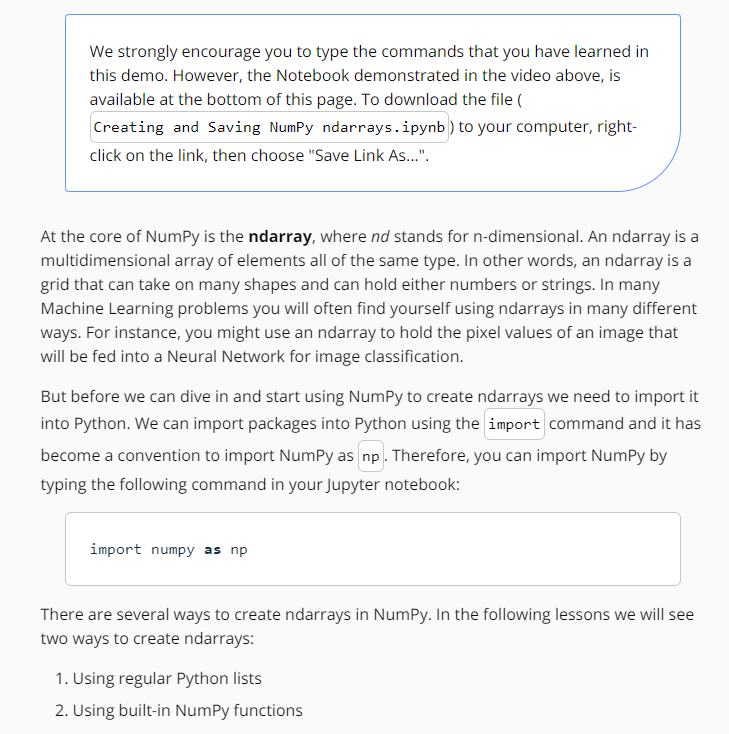 We strongly encourage you to type the commands that you have learned in
this demo. However, the Notebook demonstrated in the video above, is
available at the bottom of this page. To download the file (
Creating and Saving NumPy ndarrays.ipynb) to your computer, right-
click on the link, then choose "Save Link As...".
At the core of NumPy is the ndarray, where nd stands for n-dimensional. An ndarray is a
multidimensional array of elements all of the same type. In other words, an ndarray is a
grid that can take on many shapes and can hold either numbers or strings. In many
Machine Learning problems you will often find yourself using ndarrays in many different
ways. For instance, you might use an ndarray to hold the pixel values of an image that
will be fed into a Neural Network for image classification.
But before we can dive in and start using NumPy to create ndarrays we need to import it
into Python. We can import packages into Python using the import command and it has
become a convention to import NumPy as np. Therefore, you can import NumPy by
typing the following command in your Jupyter notebook:
import numpy as np
There are several ways to create ndarrays in NumPy. In the following lessons we will see
two ways to create ndarrays:
1. Using regular Python lists
2. Using built-in NumPy functions